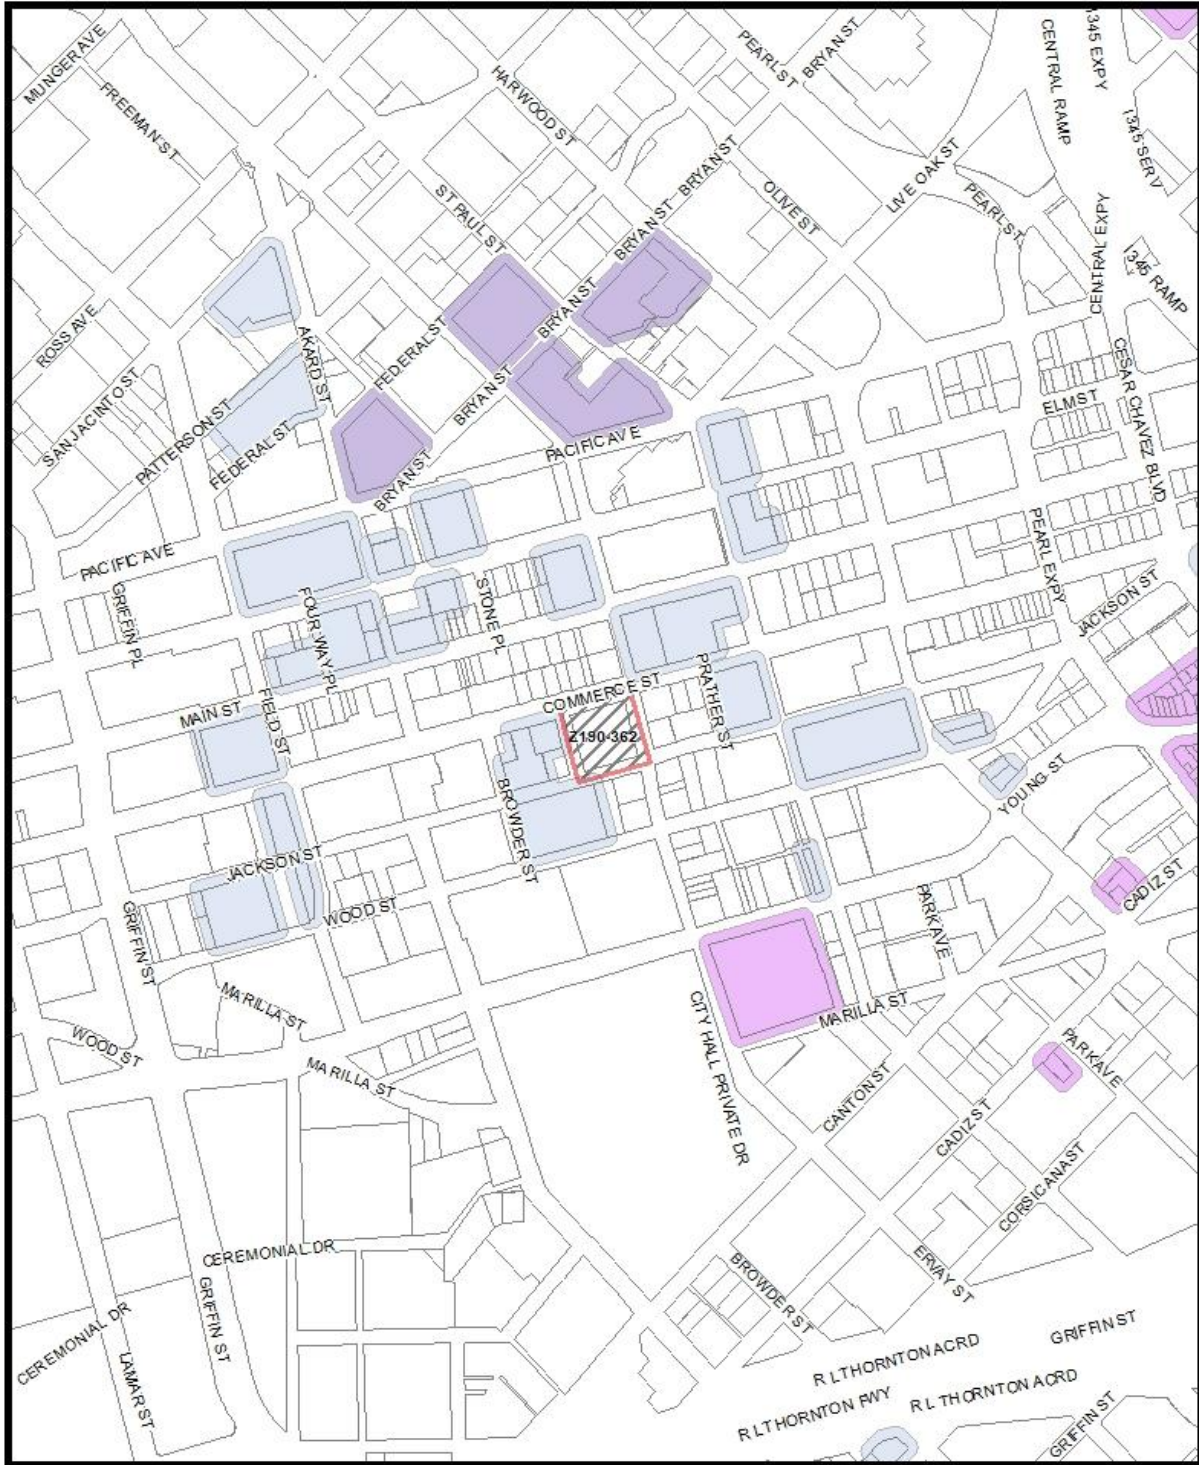 MUNGER AVE
FREEMAN ST
HARWOOD ST
PEARL ST
BRYAN ST
CENTRAL RAMP
I345 EXPY
I345 SERV
ST PAUL ST
BRYAN ST
BRYAN ST
BRYAN ST
OLIVE ST
LIVE OAK ST
PEARL ST
CENTRAL EXPY
I345 RAMP
ROSS AVE
AKARD ST
FEDERAL ST
BRYAN ST
BRYAN ST
SAN JACINTO ST
PATTERSON ST
FEDERAL ST
BRYAN ST
PACIFIC AVE
ELM ST
CESAR CHAVEZ BLVD
PACIFIC AVE
GRIFFIN PL
FOUR WAY PL
STONE PL
PEARL EXPY
JACKSON ST
MAIN ST
FIELD ST
COMMERCE ST
PRATHER ST
Z190-362
BROWDER ST
YOUNG ST
JACKSON ST
WOOD ST
GRIFFIN ST
PARK AVE
CADIZ ST
MARILLA ST
WOOD ST
MARILLA ST
CITY HALL PRIVATE DR
MARILLA ST
CANTON ST
PARK AVE
CADIZ ST
CORSICANA ST
CEREMONIAL DR
GRIFFIN ST
BROWDER ST
ERVAY ST
CEREMONIAL DR
LAMAR ST
R L THORNTON ACRD
GRIFFIN ST
R L THORNTON FWY
R L THORNTON ACRD
GRIFFIN ST